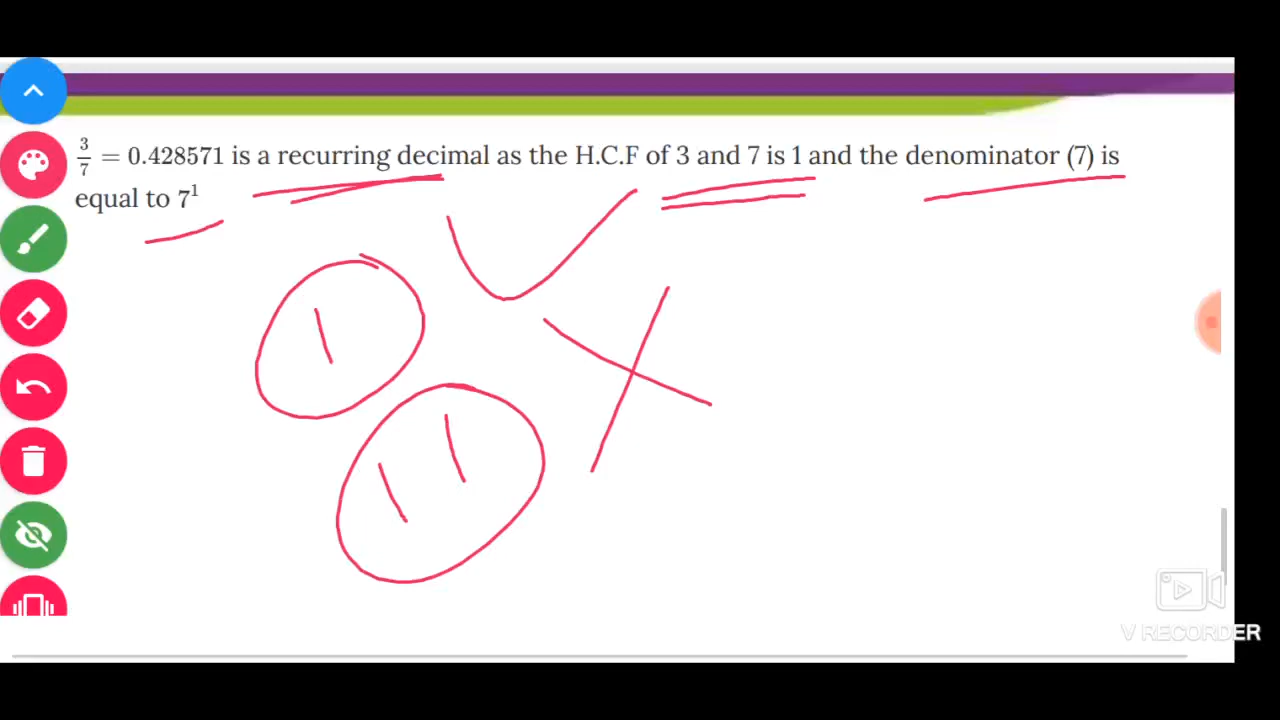 3/7 = 0.428571 is a recurring decimal as the H.C.F of 3 and 7 is 1 and the denominator (7) is
equal to 7¹
I
I I
V RECORDER